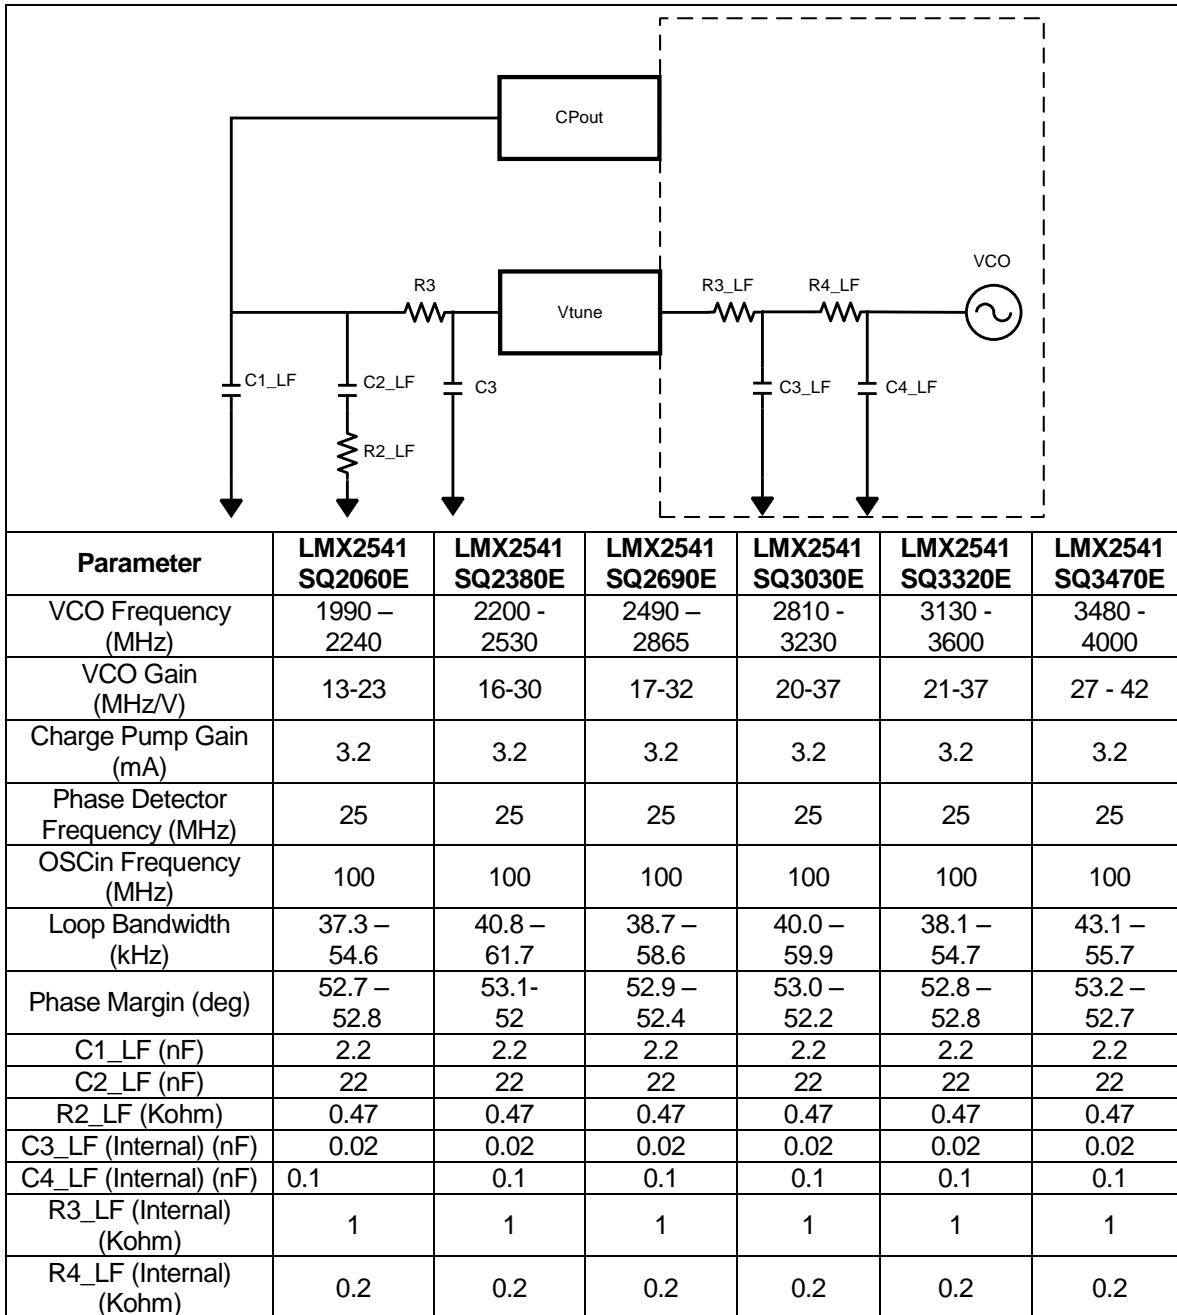 CPout
VCO
R3
Vtune
R3_LF
R4_LF
C1_LF
C2_LF
C3
C3_LF
C4_LF
R2_LF
Parameter
LMX2541 SQ2060E
LMX2541 SQ2380E
LMX2541 SQ2690E
LMX2541 SQ3030E
LMX2541 SQ3320E
LMX2541 SQ3470E
VCO Frequency (MHz)
1990 – 2240
2200 - 2530
2490 – 2865
2810 - 3230
3130 - 3600
3480 - 4000
VCO Gain (MHz/V)
13-23
16-30
17-32
20-37
21-37
27 - 42
Charge Pump Gain (mA)
3.2
3.2
3.2
3.2
3.2
3.2
Phase Detector Frequency (MHz)
25
25
25
25
25
25
OSCin Frequency (MHz)
100
100
100
100
100
100
Loop Bandwidth (kHz)
37.3 – 54.6
40.8 – 61.7
38.7 – 58.6
40.0 – 59.9
38.1 – 54.7
43.1 – 55.7
Phase Margin (deg)
52.7 – 52.8
53.1- 52
52.9 – 52.4
53.0 – 52.2
52.8 – 52.8
53.2 – 52.7
C1_LF (nF)
2.2
2.2
2.2
2.2
2.2
2.2
C2_LF (nF)
22
22
22
22
22
22
R2_LF (Kohm)
0.47
0.47
0.47
0.47
0.47
0.47
C3_LF (Internal) (nF)
0.02
0.02
0.02
0.02
0.02
0.02
C4_LF (Internal) (nF)
0.1
0.1
0.1
0.1
0.1
0.1
R3_LF (Internal) (Kohm)
1
1
1
1
1
1
R4_LF (Internal) (Kohm)
0.2
0.2
0.2
0.2
0.2
0.2